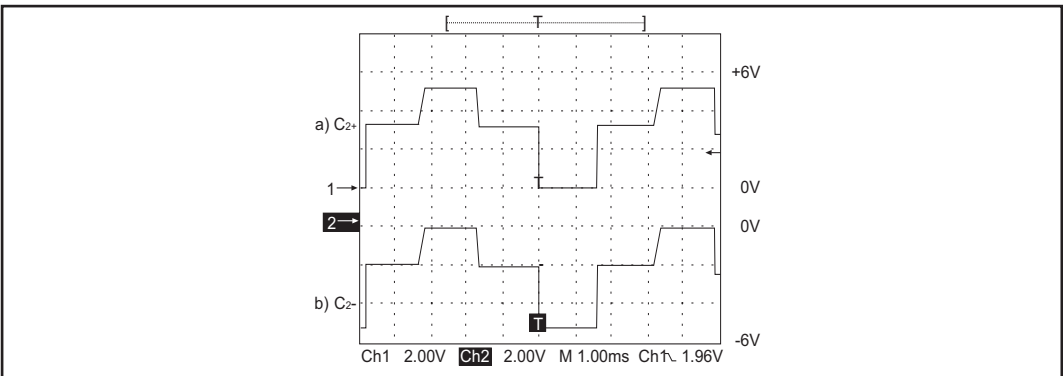 [ T ]
+6V
a) C2+
T
1
0V
2
0V
b) C2-
T
-6V
Ch1 2.00V Ch2 2.00V M 1.00ms Ch1 1.96V